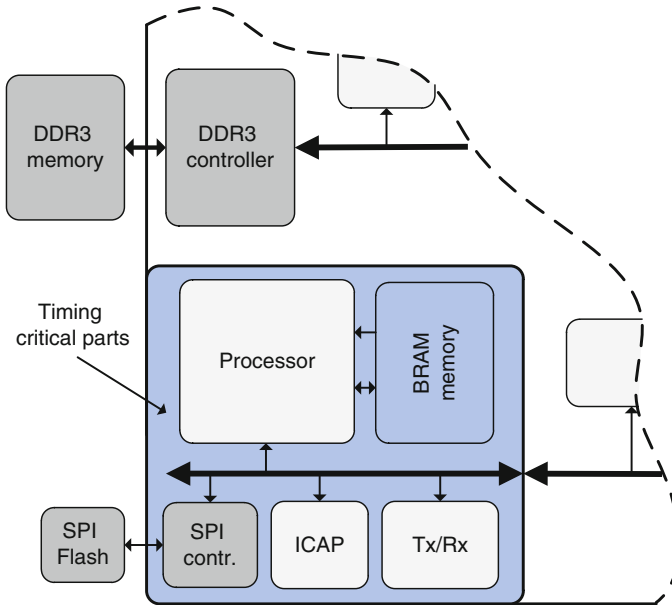 DDR3
memory
DDR3
controller
Timing
critical parts
Processor
BRAM
memory
SPI
Flash
SPI
contr.
ICAP
Tx/Rx